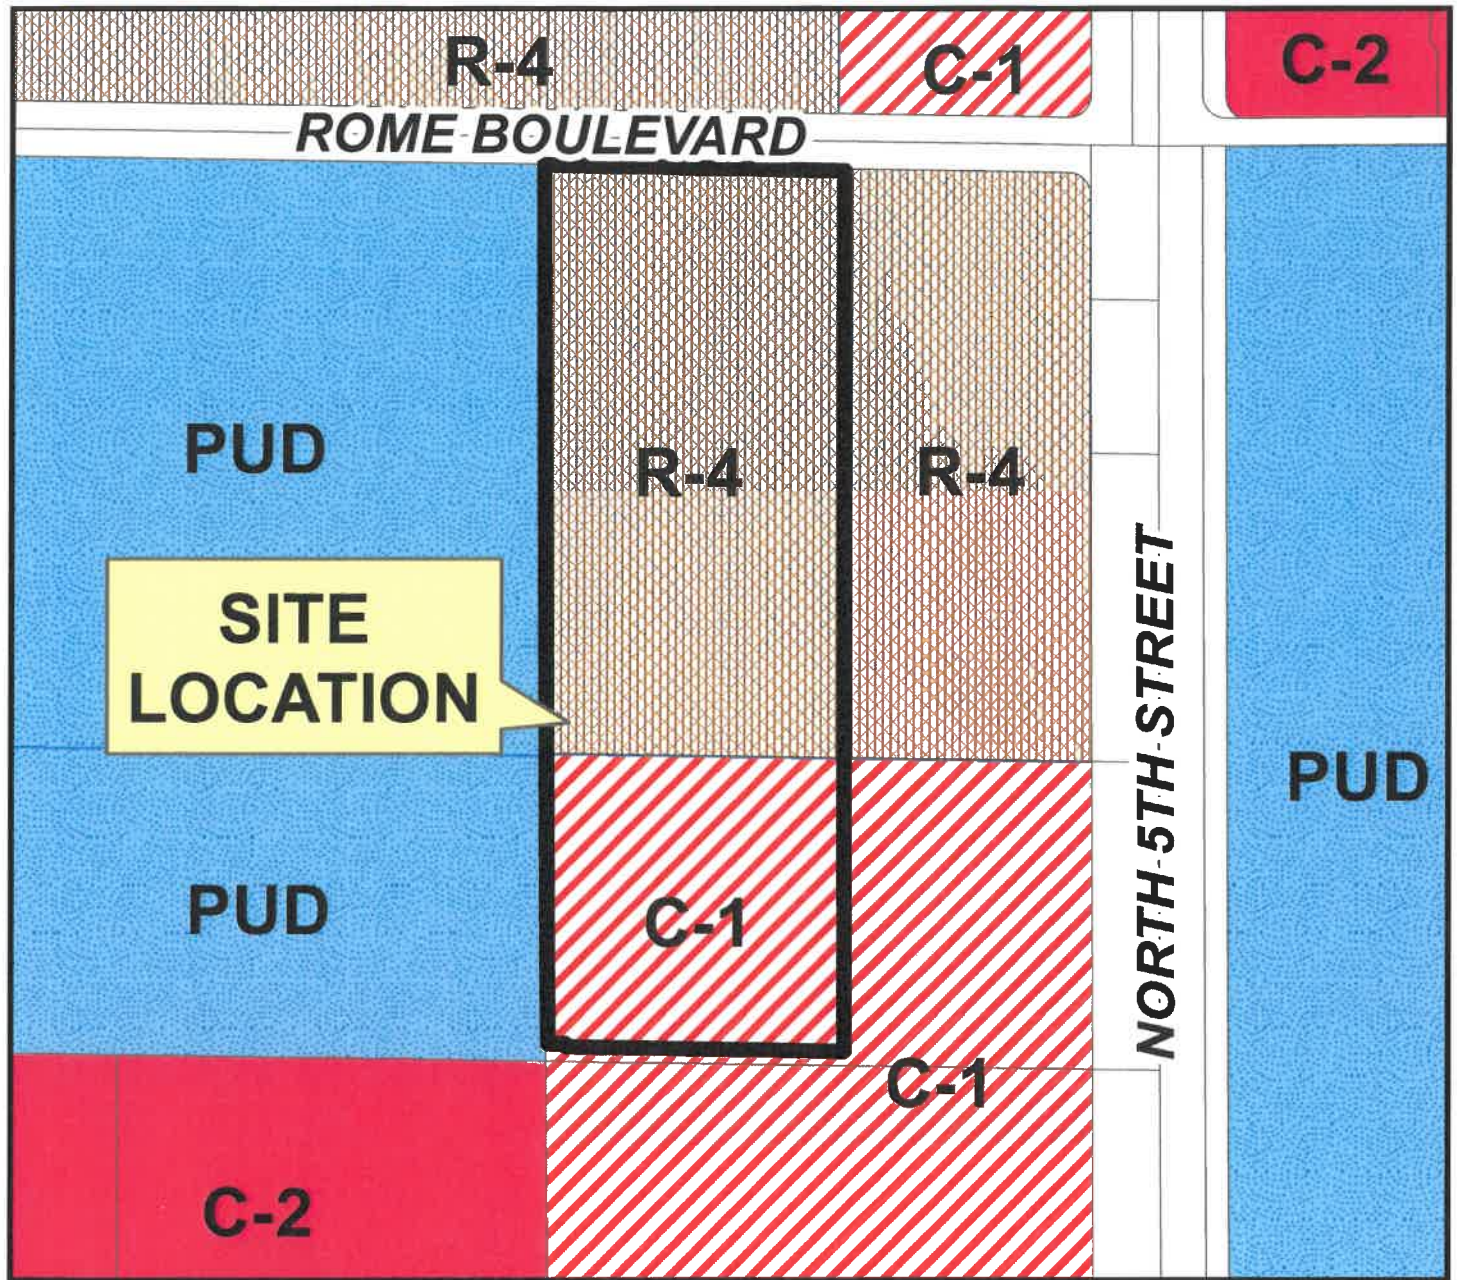 R-4
C-1
C-2
ROME BOULEVARD
PUD
R-4
R-4
SITE
LOCATION
NORTH 5TH STREET
PUD
PUD
C-1
C-1
C-2